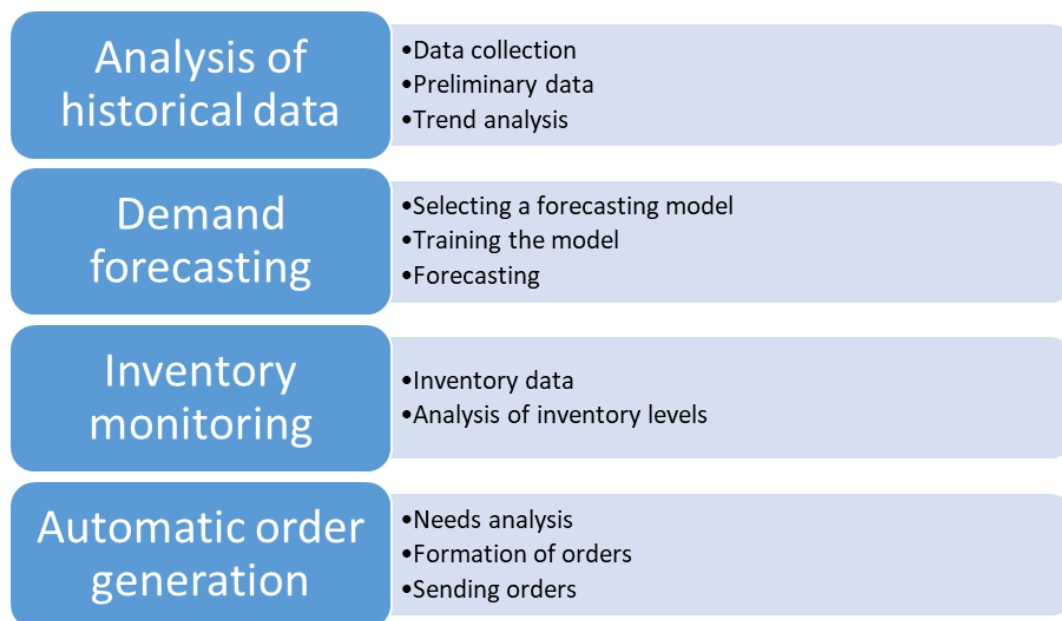 Analysis of
historical data
•Data collection
•Preliminary data
•Trend analysis
Demand
forecasting
•Selecting a forecasting model
•Training the model
•Forecasting
Inventory
monitoring
•Inventory data
•Analysis of inventory levels
Automatic order
generation
•Needs analysis
•Formation of orders
•Sending orders